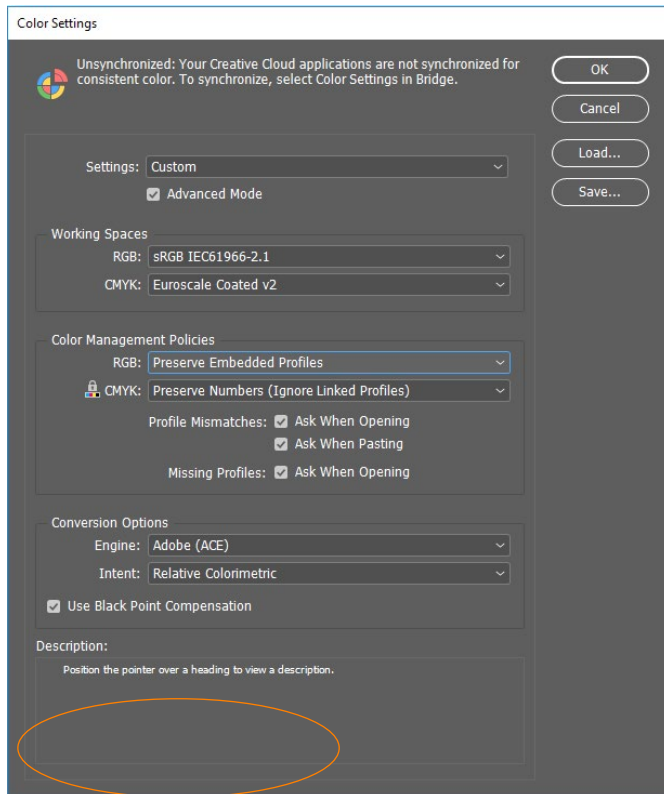 Color Settings
Unsynchronized: Your Creative Cloud applications are not synchronized for
consistent color. To synchronize, select Color Settings in Bridge.
OK
Cancel
Load...
Save...
Settings: Custom
Advanced Mode
Working Spaces
RGB: sRGB IEC61966-2.1
CMYK: Euroscale Coated v2
Color Management Policies
RGB: Preserve Embedded Profiles
CMYK: Preserve Numbers (Ignore Linked Profiles)
Profile Mismatches: Ask When Opening
Ask When Pasting
Missing Profiles: Ask When Opening
Conversion Options
Engine: Adobe (ACE)
Intent: Relative Colorimetric
Use Black Point Compensation
Description:
Position the pointer over a heading to view a description.